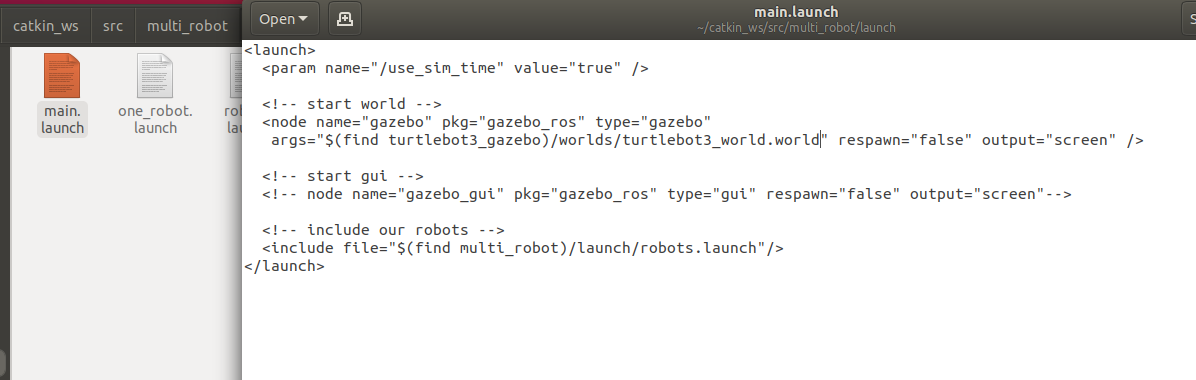 catkin_ws src multi_robot
main.
launch
one_robot.
launch
Open
main.launch
~/catkin_ws/src/multi_robot/launch
<launch>
<param name="/use_sim_time" value="true" />
<!-- start world -->
<node name="gazebo" pkg="gazebo_ros" type="gazebo"
args="$(find turtlebot3_gazebo)/worlds/turtlebot3_world.world" respawn="false" output="screen" />
<!-- start gui -->
<!-- node name="gazebo_gui" pkg="gazebo_ros" type="gui" respawn="false" output="screen"-->
<!-- include our robots -->
<include file="$(find multi_robot)/launch/robots.launch"/>
</launch>